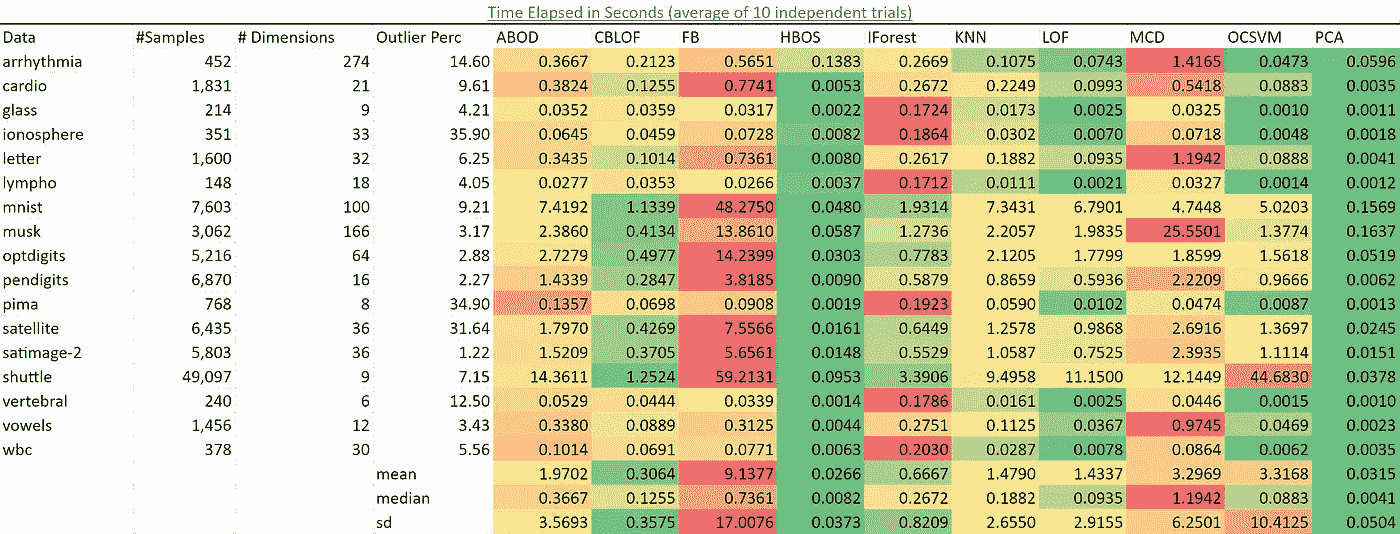 Time Elapsed in Seconds (average of 10 independent trials)
Data #Samples # Dimensions Outlier Perc ABOD CBLOF FB HBOS IForest KNN LOF MCD OCSVM PCA
arrhythmia 452 274 14.60 0.3667 0.2123 0.5651 0.1383 0.2669 0.1075 0.0743 1.4165 0.0473 0.0596
cardio 1,831 21 9.61 0.3824 0.1255 0.7741 0.0053 0.2672 0.2249 0.0993 0.5418 0.0883 0.0035
glass 214 9 4.21 0.0352 0.0359 0.0317 0.0022 0.1724 0.0173 0.0025 0.0325 0.0010 0.0011
ionosphere 351 33 35.90 0.0645 0.0459 0.0728 0.0082 0.1864 0.0302 0.0070 0.0718 0.0048 0.0018
letter 1,600 32 6.25 0.3435 0.1014 0.7361 0.0080 0.2617 0.1882 0.0935 1.1942 0.0888 0.0041
lympho 148 18 4.05 0.0277 0.0353 0.0266 0.0037 0.1712 0.0111 0.0021 0.0327 0.0014 0.0012
mnist 7,603 100 9.21 7.4192 1.1339 48.2750 0.0480 1.9314 7.3431 6.7901 4.7448 5.0203 0.1569
musk 3,062 166 3.17 2.3860 0.4134 13.8610 0.0587 1.2736 2.2057 1.9835 25.5501 1.3774 0.1637
optdigits 5,216 64 2.88 2.7279 0.4977 14.2399 0.0303 0.7783 2.1205 1.7799 1.8599 1.5618 0.0519
pendigits 6,870 16 2.27 1.4339 0.2847 3.8185 0.0090 0.5879 0.8659 0.5936 2.2209 0.9666 0.0062
pima 768 8 34.90 0.1357 0.0698 0.0908 0.0019 0.1923 0.0590 0.0102 0.0474 0.0087 0.0013
satellite 6,435 36 31.64 1.7970 0.4269 7.5566 0.0161 0.6449 1.2578 0.9868 2.6916 1.3697 0.0245
satimage-2 5,803 36 1.22 1.5209 0.3705 5.6561 0.0148 0.5529 1.0587 0.7525 2.3935 1.1114 0.0151
shuttle 49,097 9 7.15 14.3611 1.2524 59.2131 0.0953 3.3906 9.4958 11.1500 12.1449 44.6830 0.0378
vertebral 240 6 12.50 0.0529 0.0444 0.0339 0.0014 0.1786 0.0161 0.0025 0.0446 0.0015 0.0010
vowels 1,456 12 3.43 0.3380 0.0889 0.3125 0.0044 0.2751 0.1125 0.0367 0.9745 0.0469 0.0023
wbc 378 30 5.56 0.1014 0.0691 0.0771 0.0063 0.2030 0.0287 0.0078 0.0864 0.0062 0.0035
mean 1.9702 0.3064 9.1377 0.0266 0.6667 1.4790 1.4337 3.2969 3.3168 0.0315
median 0.3667 0.1255 0.7361 0.0082 0.2672 0.1882 0.0935 1.1942 0.0883 0.0041
sd 3.5693 0.3575 17.0076 0.0373 0.8209 2.6550 2.9155 6.2501 10.4125 0.0504